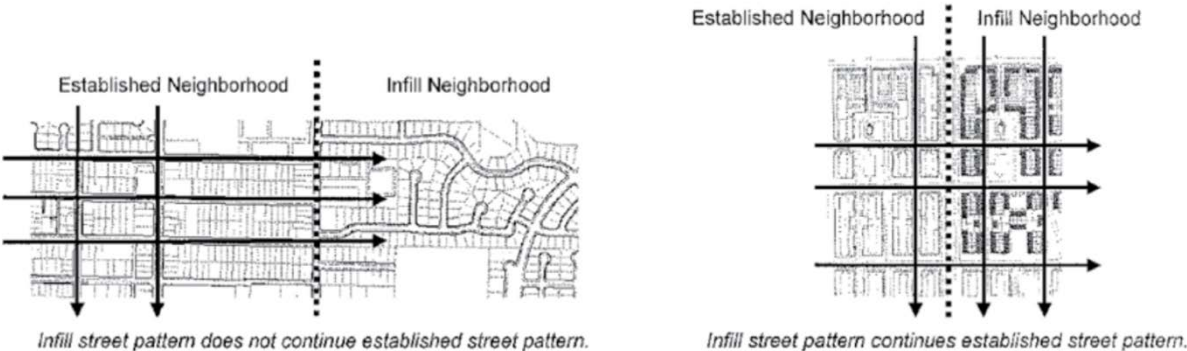 Established Neighborhood
Infill Neighborhood
Infill street pattern does not continue established street pattern.
Established Neighborhood
Infill Neighborhood
Infill street pattern continues established street pattern.